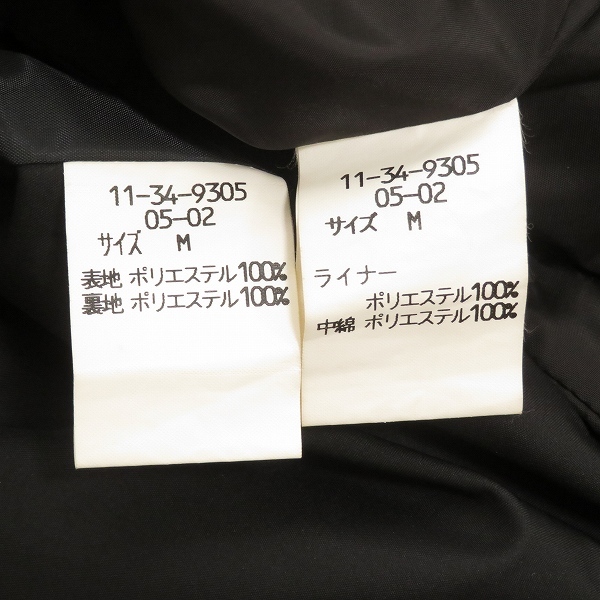 11-34-9305
05-02
サイズ M
表地 ポリエステル100%
裏地 ポリエステル100%
11-34-9305
05-02
サイズ M
ライナー
ポリエステル100%
中綿 ポリエステル100%